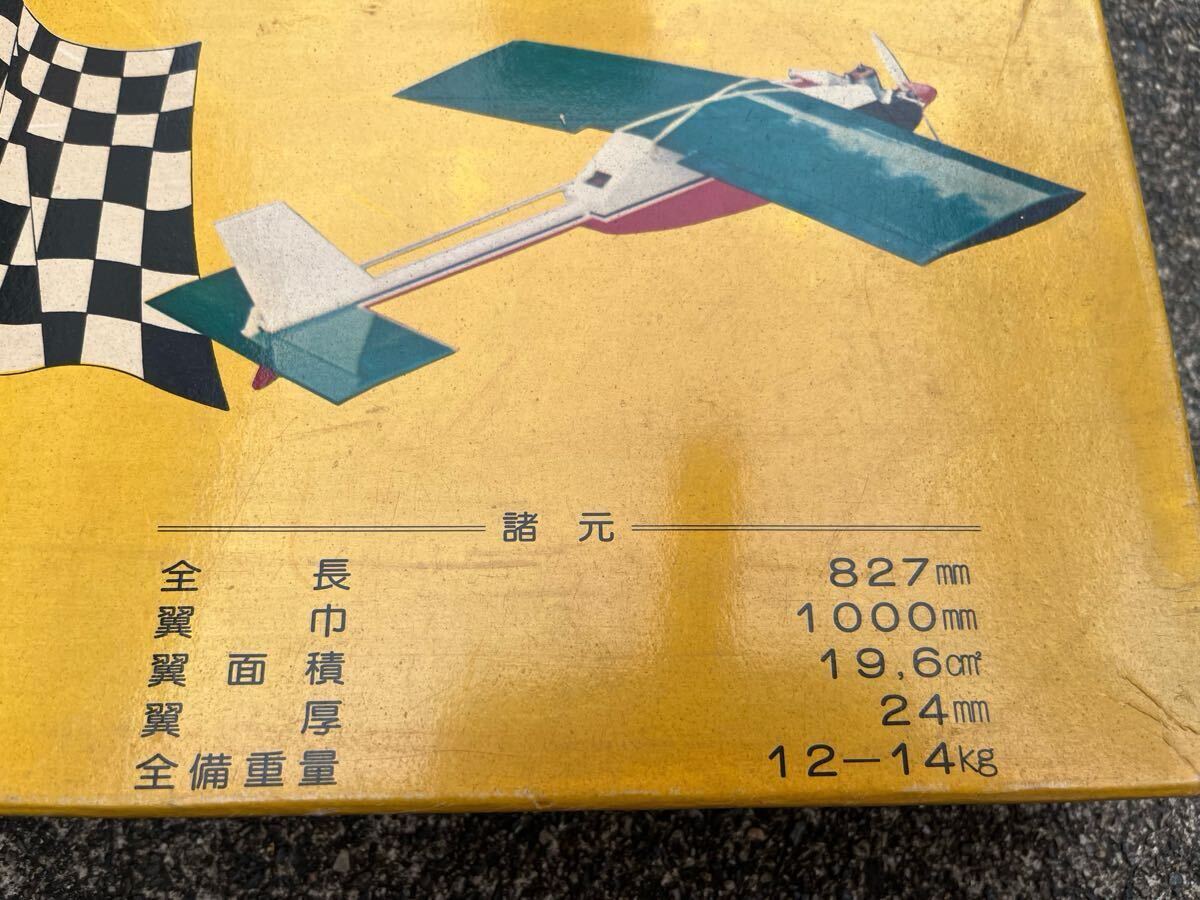 諸元
全長 827mm
翼巾 1000mm
翼面積 19,6c㎡
翼厚 24mm
全備重量 12-14kg